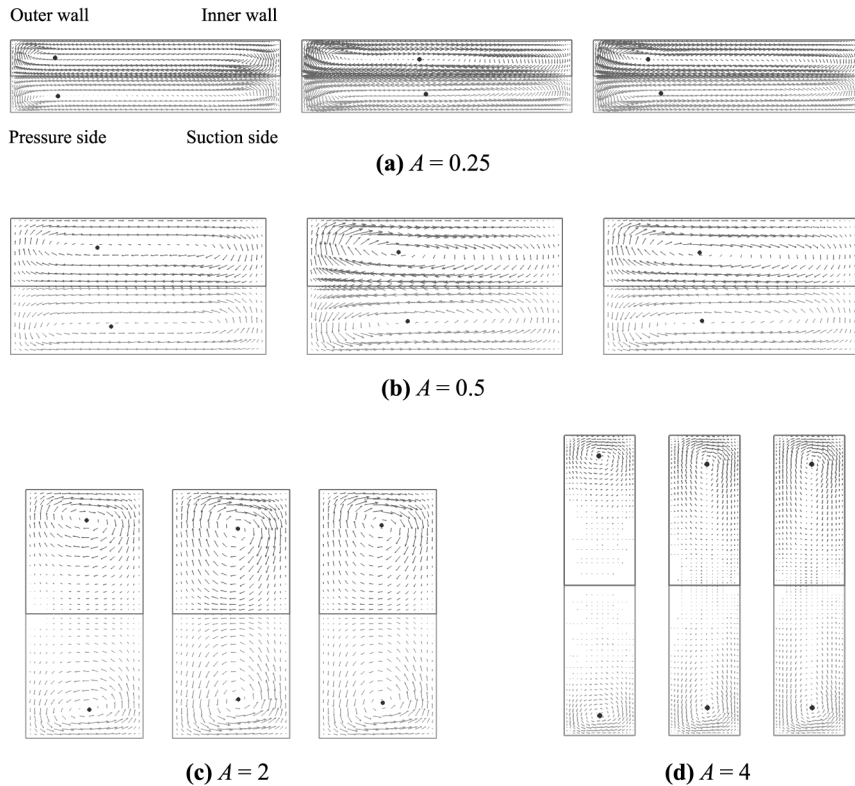 Outer wall Inner wall
Pressure side Suction side
(a) A = 0.25
(b) A = 0.5
(c) A = 2 (d) A = 4